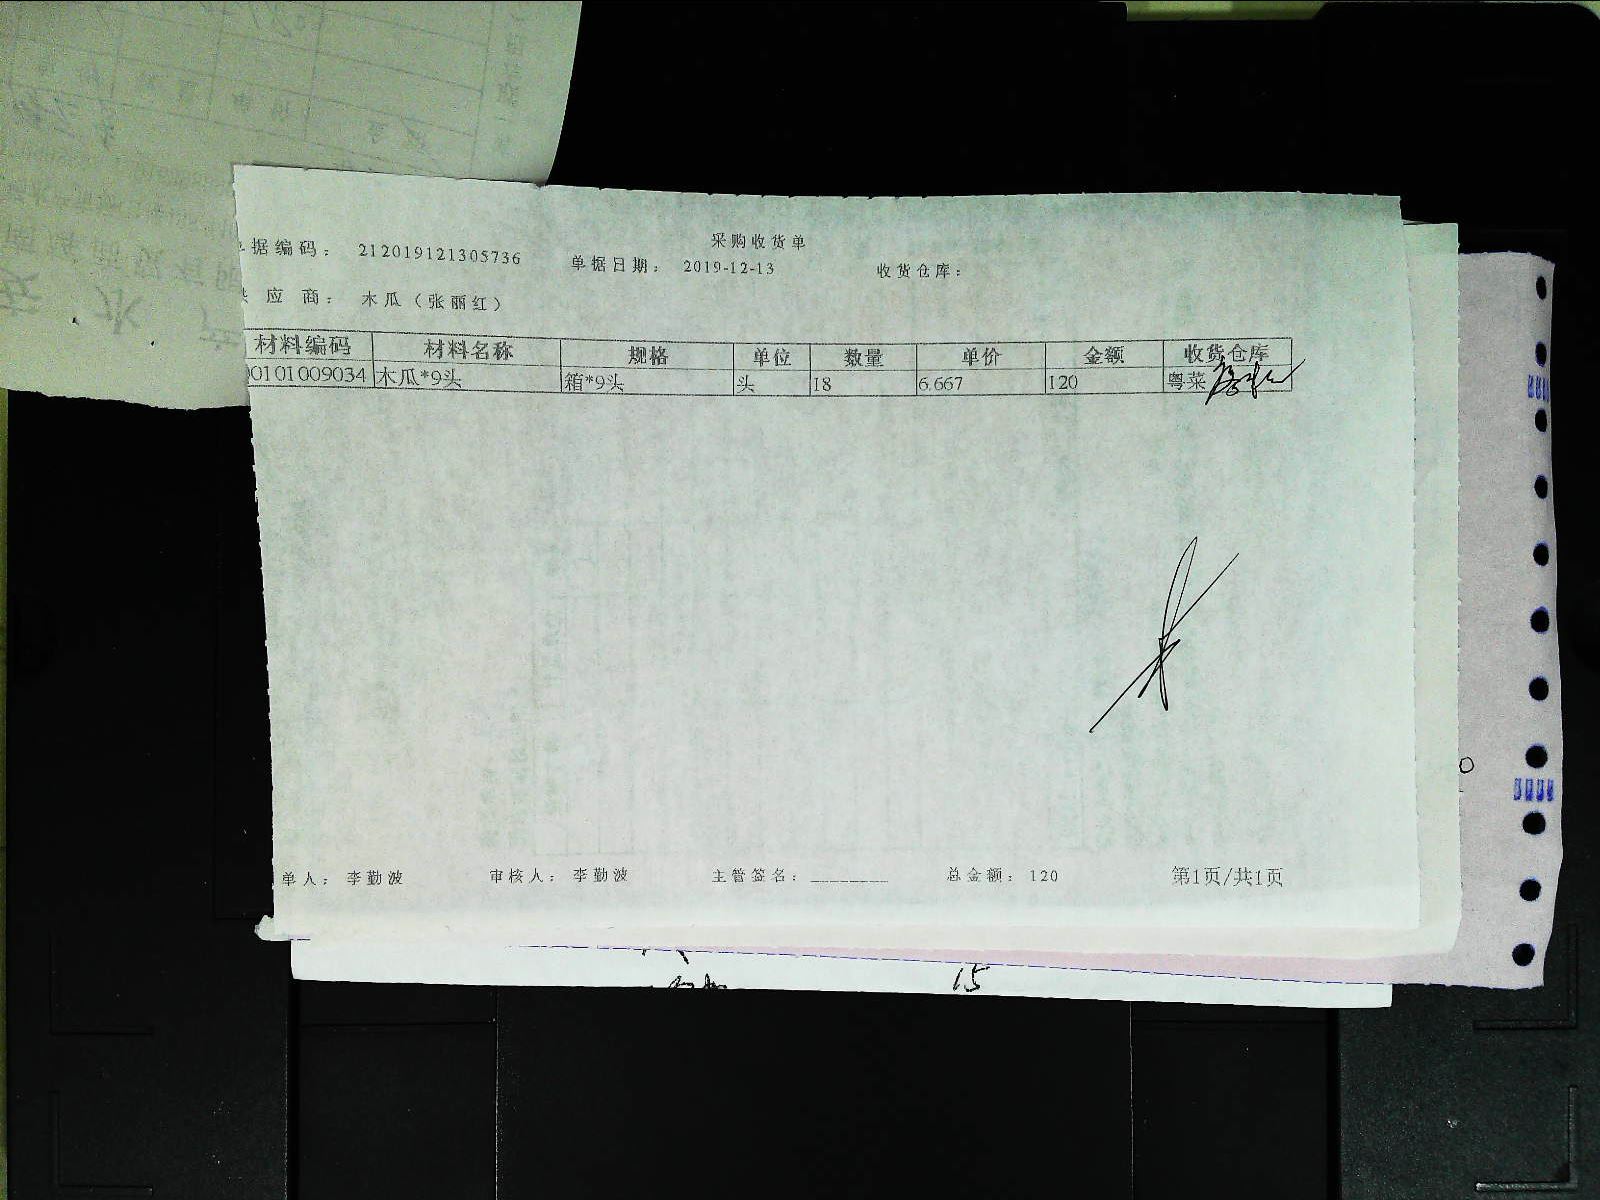 采购收货单
据编码： 212019121305736 单据日期： 2019-12-13 收货仓库：
应 商： 木瓜（张丽红）
材料编码 材料名称 规格 单位 数量 单价 金额 收货仓库
00101009034 木瓜*9头 箱*9头 头 18 6.667 120 粤菜
单人： 李勤波 审核人： 李勤波 主管签名：________ 总金额： 120 第1页/共1页
15